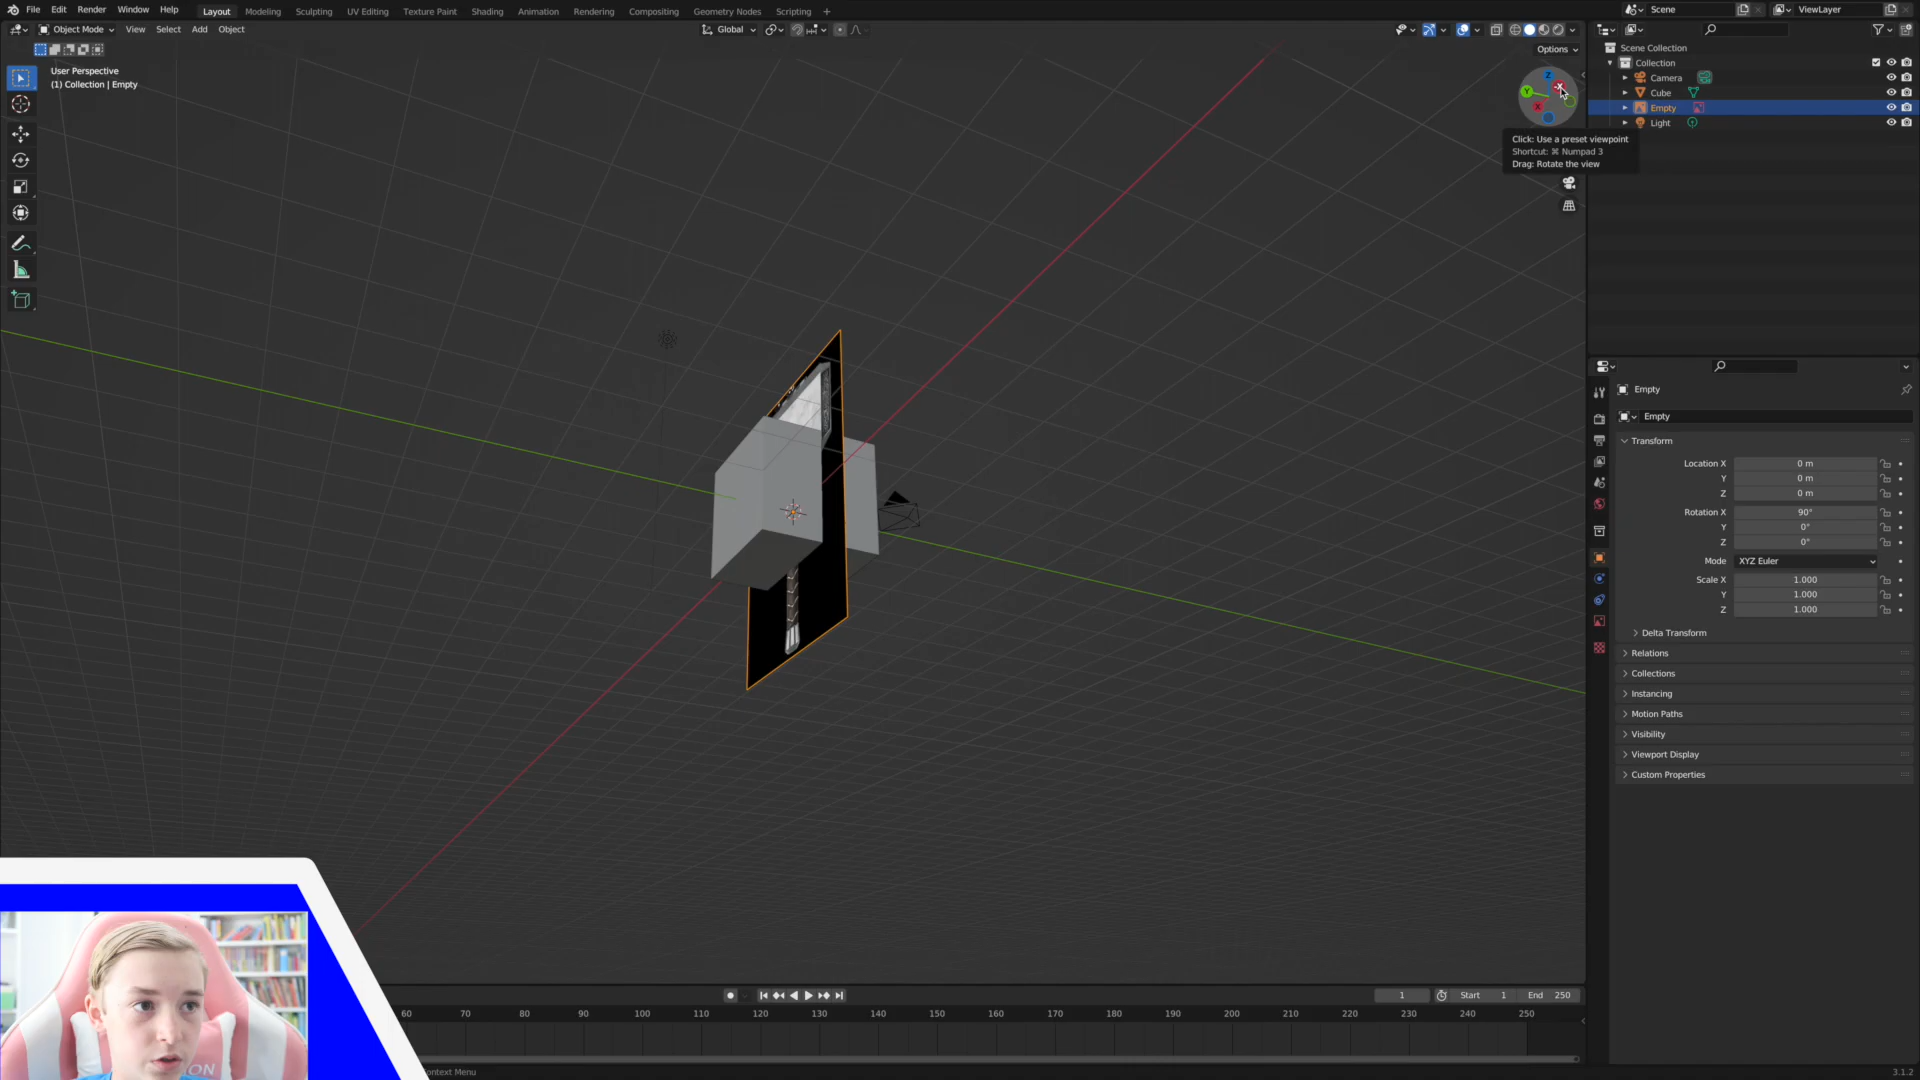 File Edit Render Window Help Layout Modeling Sculpting UV Editing Texture Paint Shading Animation Rendering Compositing Geometry Nodes Scripting + Scene ViewLayer
Object Mode View Select Add Object Global
Options
Scene Collection
Collection
Camera
Cube
Empty
Light
User Perspective
(1) Collection | Empty
Z
Y
X
Click: Use a preset viewpoint
Shortcut: ⌘ Numpad 3
Drag: Rotate the view
Empty
Empty
Transform
Location X 0 m
Y 0 m
Z 0 m
Rotation X 90°
Y 0°
Z 0°
Mode XYZ Euler
Scale X 1.000
Y 1.000
Z 1.000
Delta Transform
Relations
Collections
Instancing
Motion Paths
Visibility
Viewport Display
Custom Properties
1 Start 1 End 250
60 70 80 90 100 110 120 130 140 150 160 170 180 190 200 210 220 230 240 250
ontext Menu
3.1.2